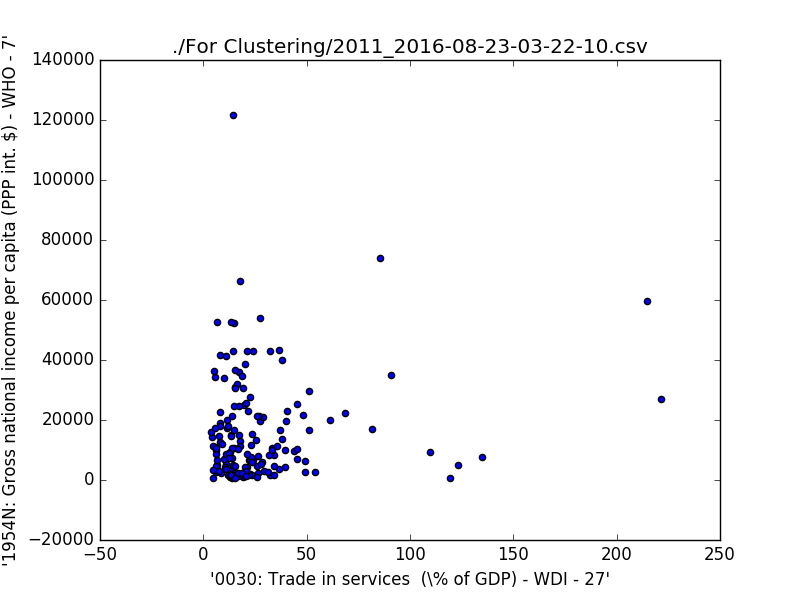 ./For Clustering/2011_2016-08-23-03-22-10.csv
'1954N: Gross national income per capita (PPP int. $) - WHO - 7'
140000
120000
100000
80000
60000
40000
20000
0
−20000
−50 0 50 100 150 200 250
'0030: Trade in services (\% of GDP) - WDI - 27'